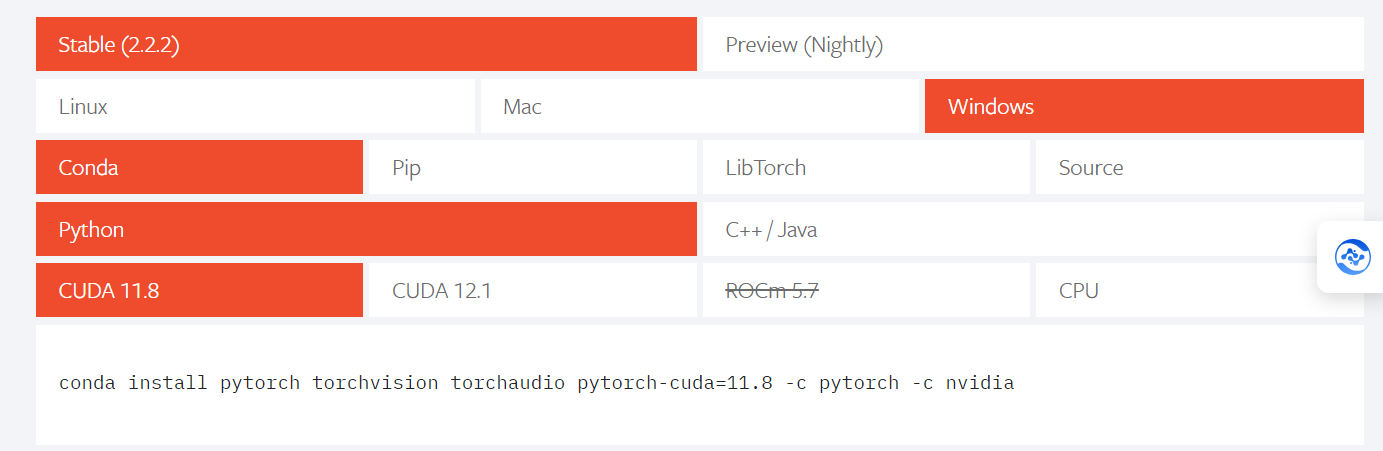 Stable (2.2.2) Preview (Nightly)
Linux Mac Windows
Conda Pip LibTorch Source
Python C++ / Java
CUDA 11.8 CUDA 12.1 ROCm 5.7 CPU
conda install pytorch torchvision torchaudio pytorch-cuda=11.8 -c pytorch -c nvidia